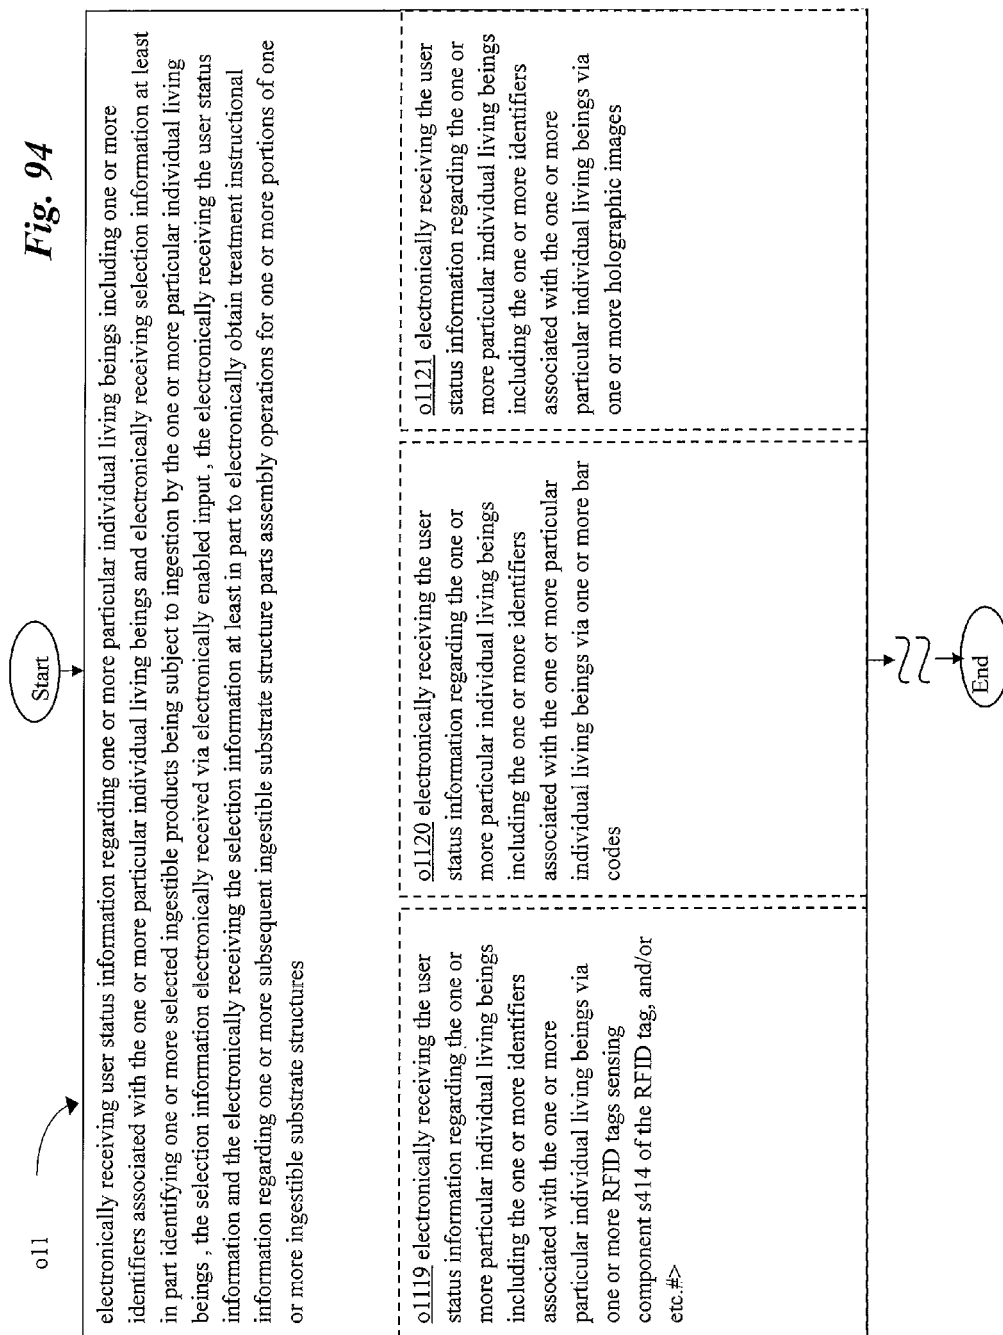 Fig. 94
Start
o11
electronically receiving user status information regarding one or more particular individual living beings including one or more
identifiers associated with the one or more particular individual living beings and electronically receiving selection information at least
in part identifying one or more selected ingestible products being subject to ingestion by the one or more particular individual living
beings , the selection information electronically received via electronically enabled input, the electronically receiving the user status
information and the electronically receiving the selection information at least in part to electronically obtain treatment instructional
information regarding one or more subsequent ingestible substrate structure parts assembly operations for one or more portions of one
or more ingestible substrate structures
o1119 electronically receiving the user
status information regarding the one or
more particular individual living beings
including the one or more identifiers
associated with the one or more
particular individual living beings via
one or more RFID tags sensing
component s414 of the RFID tag, and/or
etc.#>
o1120 electronically receiving the user
status information regarding the one or
more particular individual living beings
including the one or more identifiers
associated with the one or more particular
individual living beings via one or more bar
codes
o1121 electronically receiving the user
status information regarding the one or
more particular individual living beings
including the one or more identifiers
associated with the one or more
particular individual living beings via
one or more holographic images
End